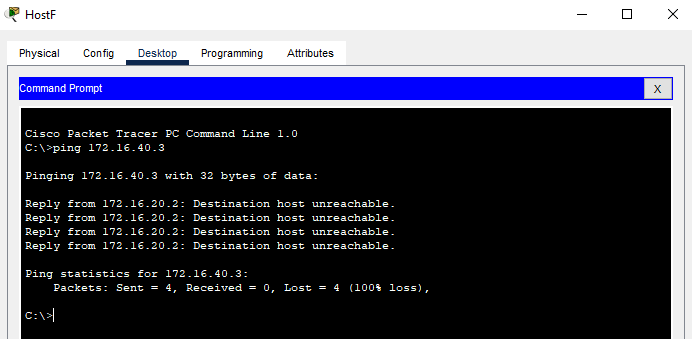 HostF
Physical Config Desktop Programming Attributes
Command Prompt X
Cisco Packet Tracer PC Command Line 1.0
C:\>ping 172.16.40.3
Pinging 172.16.40.3 with 32 bytes of data:
Reply from 172.16.20.2: Destination host unreachable.
Reply from 172.16.20.2: Destination host unreachable.
Reply from 172.16.20.2: Destination host unreachable.
Reply from 172.16.20.2: Destination host unreachable.
Ping statistics for 172.16.40.3:
    Packets: Sent = 4, Received = 0, Lost = 4 (100% loss),
C:\>